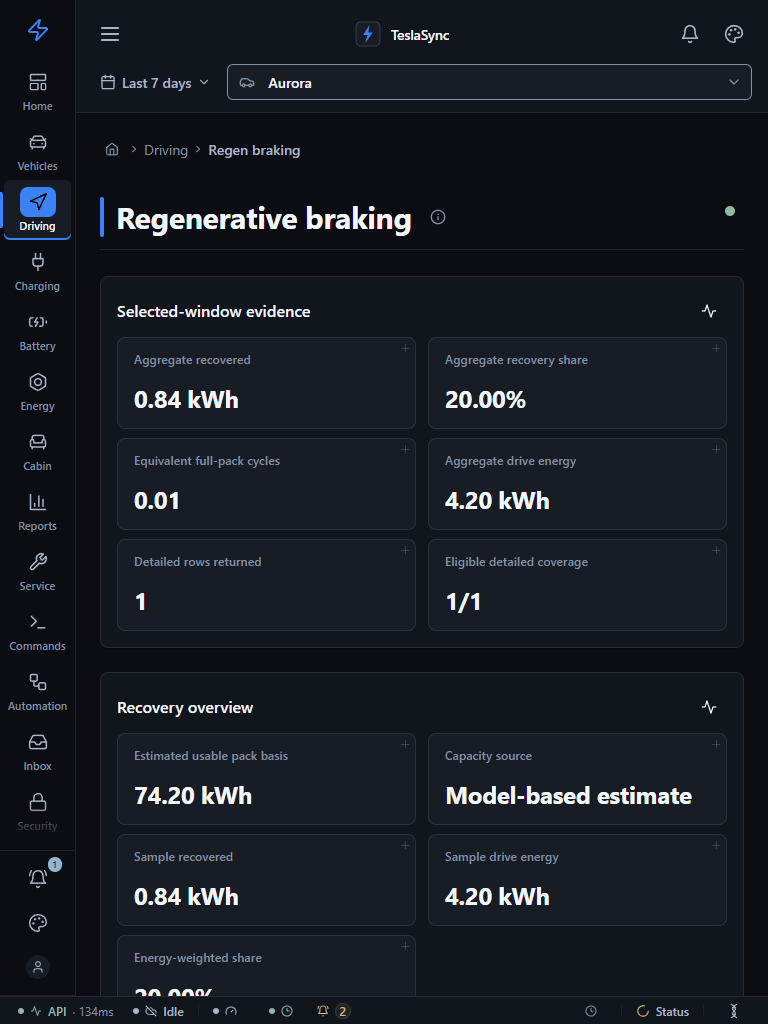 TeslaSync
Last 7 days
Aurora
Home
Vehicles
Driving
Charging
Battery
Energy
Cabin
Reports
Service
Commands
Automation
Inbox
Security
1
Driving > Regen braking
Regenerative braking
Selected-window evidence
Aggregate recovered
0.84 kWh
Aggregate recovery share
20.00%
Equivalent full-pack cycles
0.01
Aggregate drive energy
4.20 kWh
Detailed rows returned
1
Eligible detailed coverage
1/1
Recovery overview
Estimated usable pack basis
74.20 kWh
Capacity source
Model-based estimate
Sample recovered
0.84 kWh
Sample drive energy
4.20 kWh
Energy-weighted share
20.00%
API · 134ms
Idle
2
Status